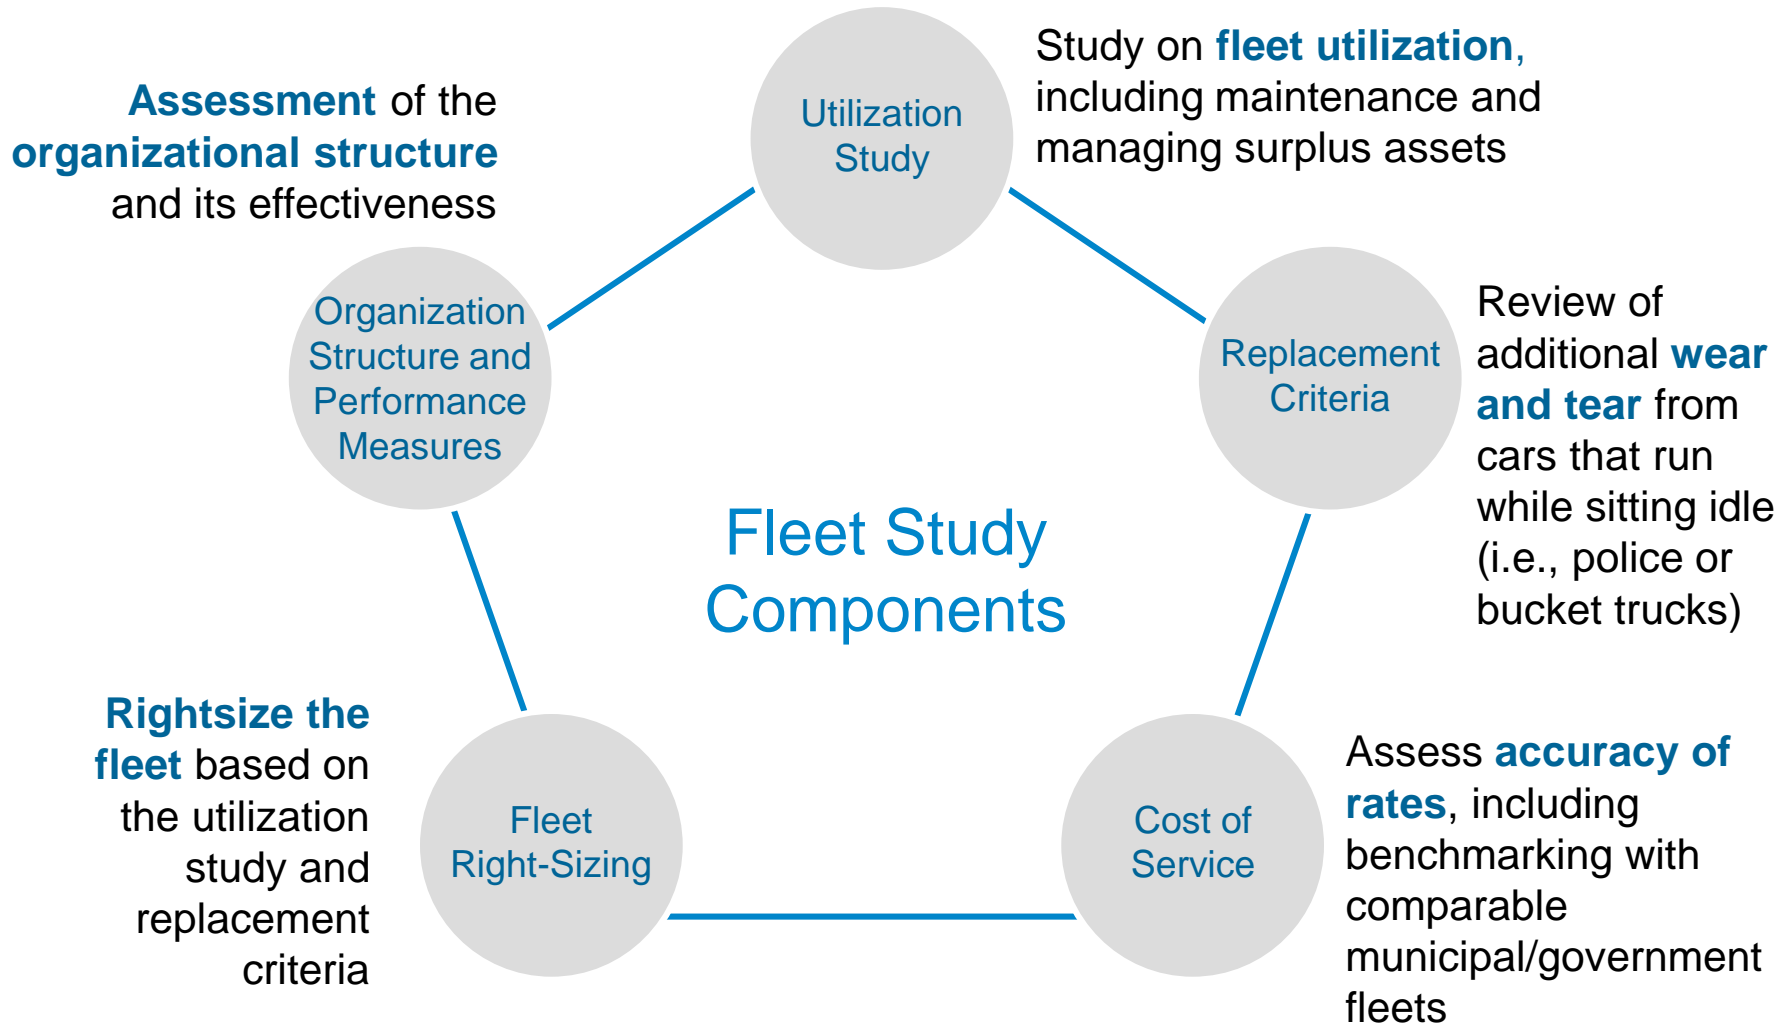 Utilization
Study
Study on fleet utilization,
including maintenance and
managing surplus assets
Replacement
Criteria
Review of
additional wear
and tear from
cars that run
while sitting idle
(i.e., police or
bucket trucks)
Cost of
Service
Assess accuracy of
rates, including
benchmarking with
comparable
municipal/government
fleets
Fleet
Right-Sizing
Rightsize the
fleet based on
the utilization
study and
replacement
criteria
Organization
Structure and
Performance
Measures
Assessment of the
organizational structure
and its effectiveness
Fleet Study
Components